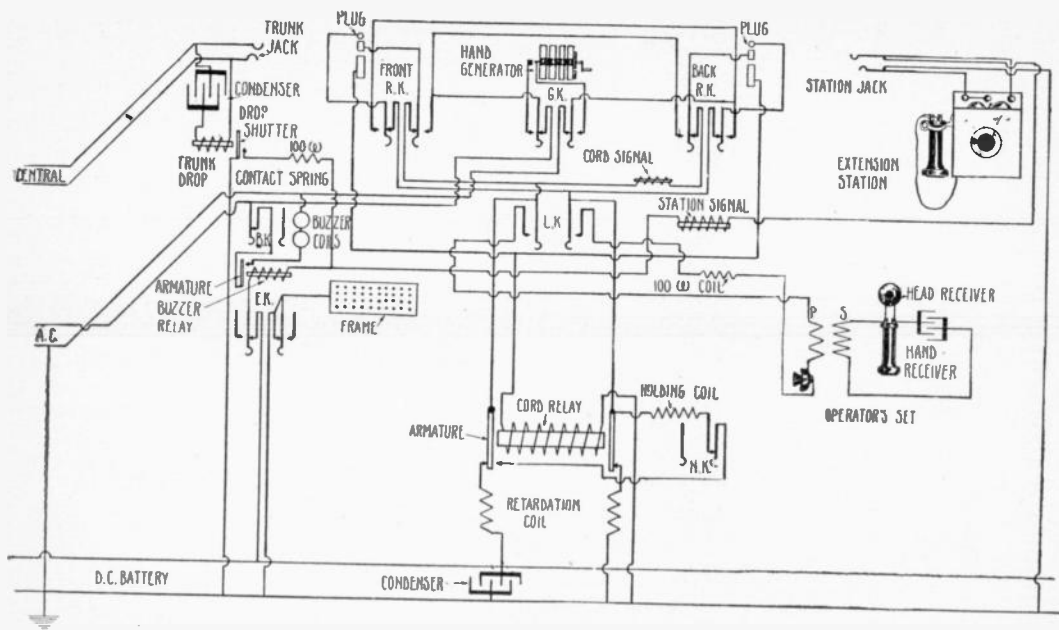 TRUNK
JACK
PLUG
HAND
GENERATOR
G.K.
PLUG
FRONT
R.K.
BACK
R.K.
STATION JACK
CONDENSER
DROP
SHUTTER
TRUNK
DROP
100 ω
CORD SIGNAL
EXTENSION
STATION
CENTRAL
CONTACT SPRING
STATION SIGNAL
B.K.
BUZZER
COILS
L.K
ARMATURE
BUZZER
RELAY
E.K.
FRAME
100 ω COIL
P
S
HEAD RECEIVER
HAND
RECEIVER
OPERATOR'S SET
A.C.
CORD RELAY
HOLDING COIL
ARMATURE
H.K.
RETARDATION
COIL
D.C. BATTERY
CONDENSER